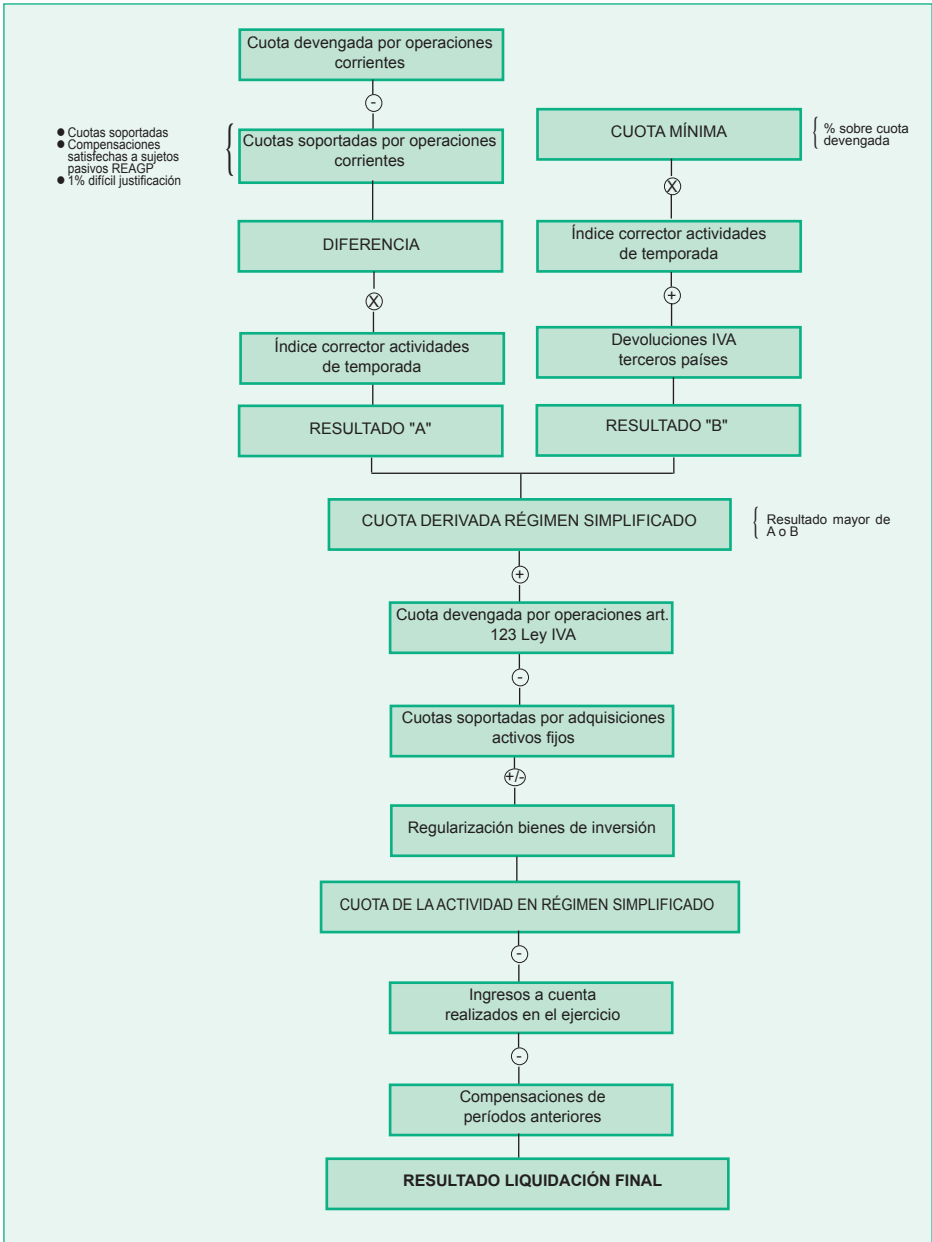 Cuota devengada por operaciones
corrientes
-
● Cuotas soportadas
● Compensaciones
satisfechas a sujetos
pasivos REAGP
● 1% difícil justificación
{
Cuotas soportadas por operaciones
corrientes
DIFERENCIA
X
Índice corrector actividades
de temporada
RESULTADO "A"
CUOTA MÍNIMA
{ % sobre cuota
devengada
X
Índice corrector actividades
de temporada
+
Devoluciones IVA
terceros países
RESULTADO "B"
CUOTA DERIVADA RÉGIMEN SIMPLIFICADO
{ Resultado mayor de
A o B
+
Cuota devengada por operaciones art.
123 Ley IVA
-
Cuotas soportadas por adquisiciones
activos fijos
+/-
Regularización bienes de inversión
CUOTA DE LA ACTIVIDAD EN RÉGIMEN SIMPLIFICADO
-
Ingresos a cuenta
realizados en el ejercicio
-
Compensaciones de
períodos anteriores
RESULTADO LIQUIDACIÓN FINAL